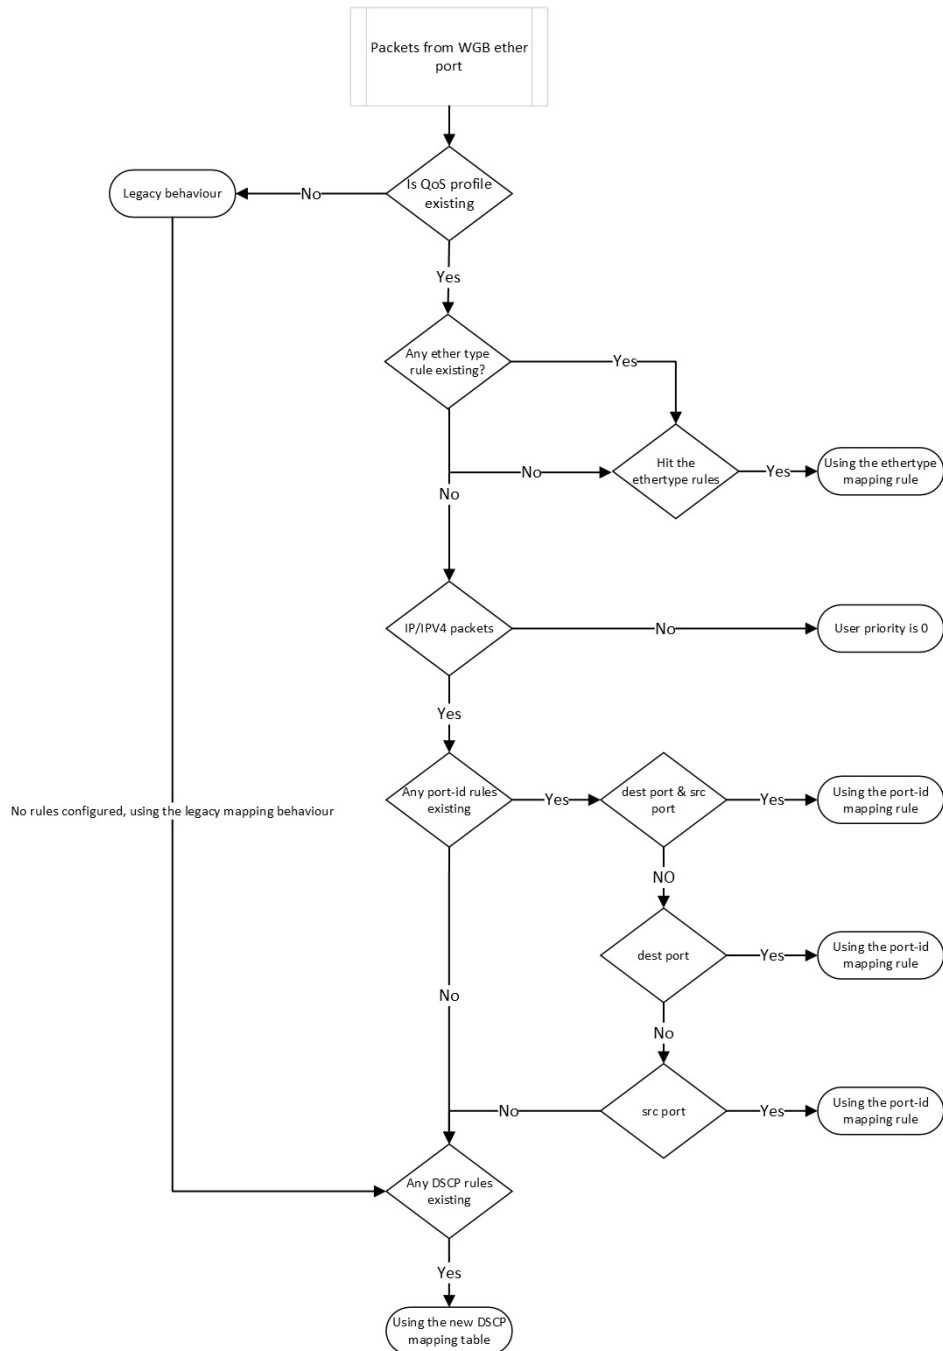 Packets from WGB ether
port
Is QoS profile
existing
No
Legacy behaviour
Yes
Any ether type
rule existing?
Yes
Hit the
ethertype rules
Yes
Using the ethertype
mapping rule
No
No
IP/IPV4 packets
No
User priority is 0
Yes
Any port-id rules
existing
Yes
dest port & src
port
Yes
Using the port-id
mapping rule
No rules configured, using the legacy mapping behaviour
NO
dest port
Yes
Using the port-id
mapping rule
No
No
src port
Yes
Using the port-id
mapping rule
No
Any DSCP rules
existing
Yes
Using the new DSCP
mapping table